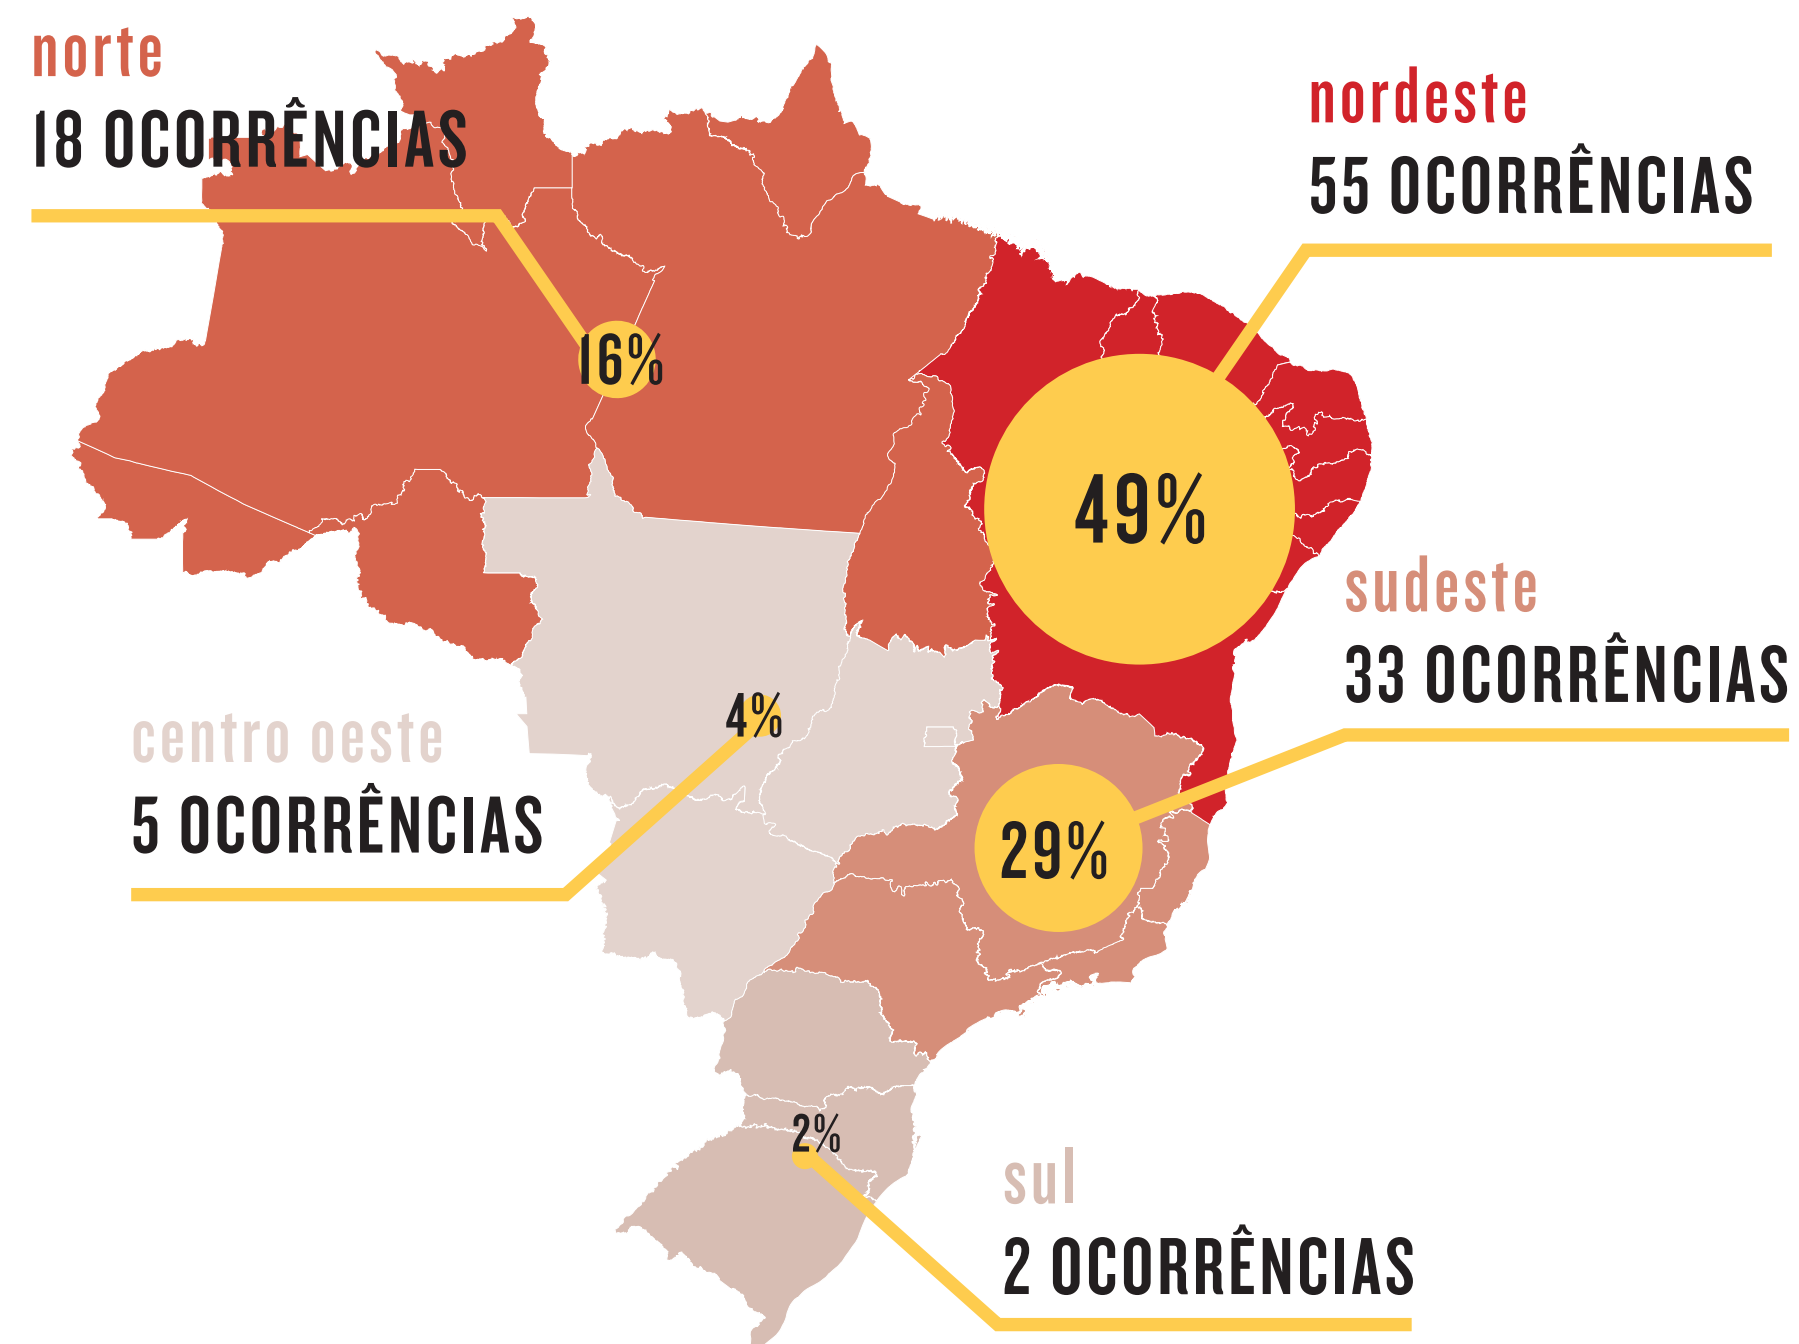 norte
18 OCORRÊNCIAS
16%
nordeste
55 OCORRÊNCIAS
49%
sudeste
33 OCORRÊNCIAS
29%
centro oeste
5 OCORRÊNCIAS
4%
sul
2 OCORRÊNCIAS
2%